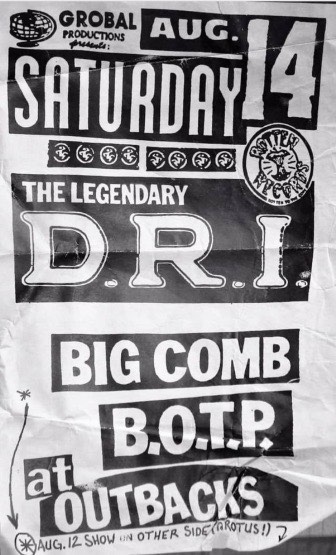 GROBAL
PRODUCTIONS
presents:
AUG.
14
SATURDAY
ROTTEN RECORDS
THE LEGENDARY
D.R.I.
BIG COMB
B.O.T.P.
at
OUTBACKS
* AUG. 12 SHOW ON OTHER SIDE (GROTUS!)